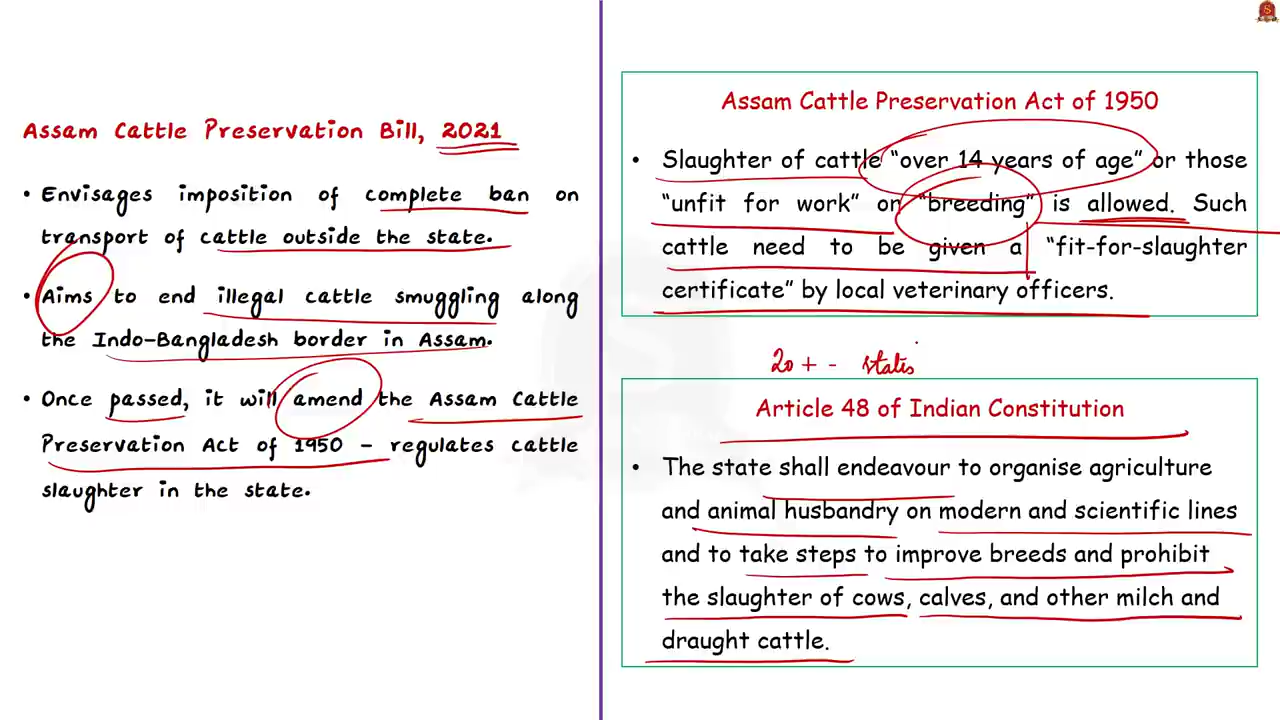 Assam Cattle Preservation Bill, 2021
• Envisages imposition of complete ban on
transport of cattle outside the state.
• Aims to end illegal cattle smuggling along
the Indo-Bangladesh border in Assam.
• Once passed, it will amend the Assam Cattle
Preservation Act of 1950 – regulates cattle
slaughter in the state.
Assam Cattle Preservation Act of 1950
• Slaughter of cattle “over 14 years of age” or those
“unfit for work” or “breeding” is allowed. Such
cattle need to be given a “fit-for-slaughter
certificate” by local veterinary officers.
20 + - states
Article 48 of Indian Constitution
• The state shall endeavour to organise agriculture
and animal husbandry on modern and scientific lines
and to take steps to improve breeds and prohibit
the slaughter of cows, calves, and other milch and
draught cattle.